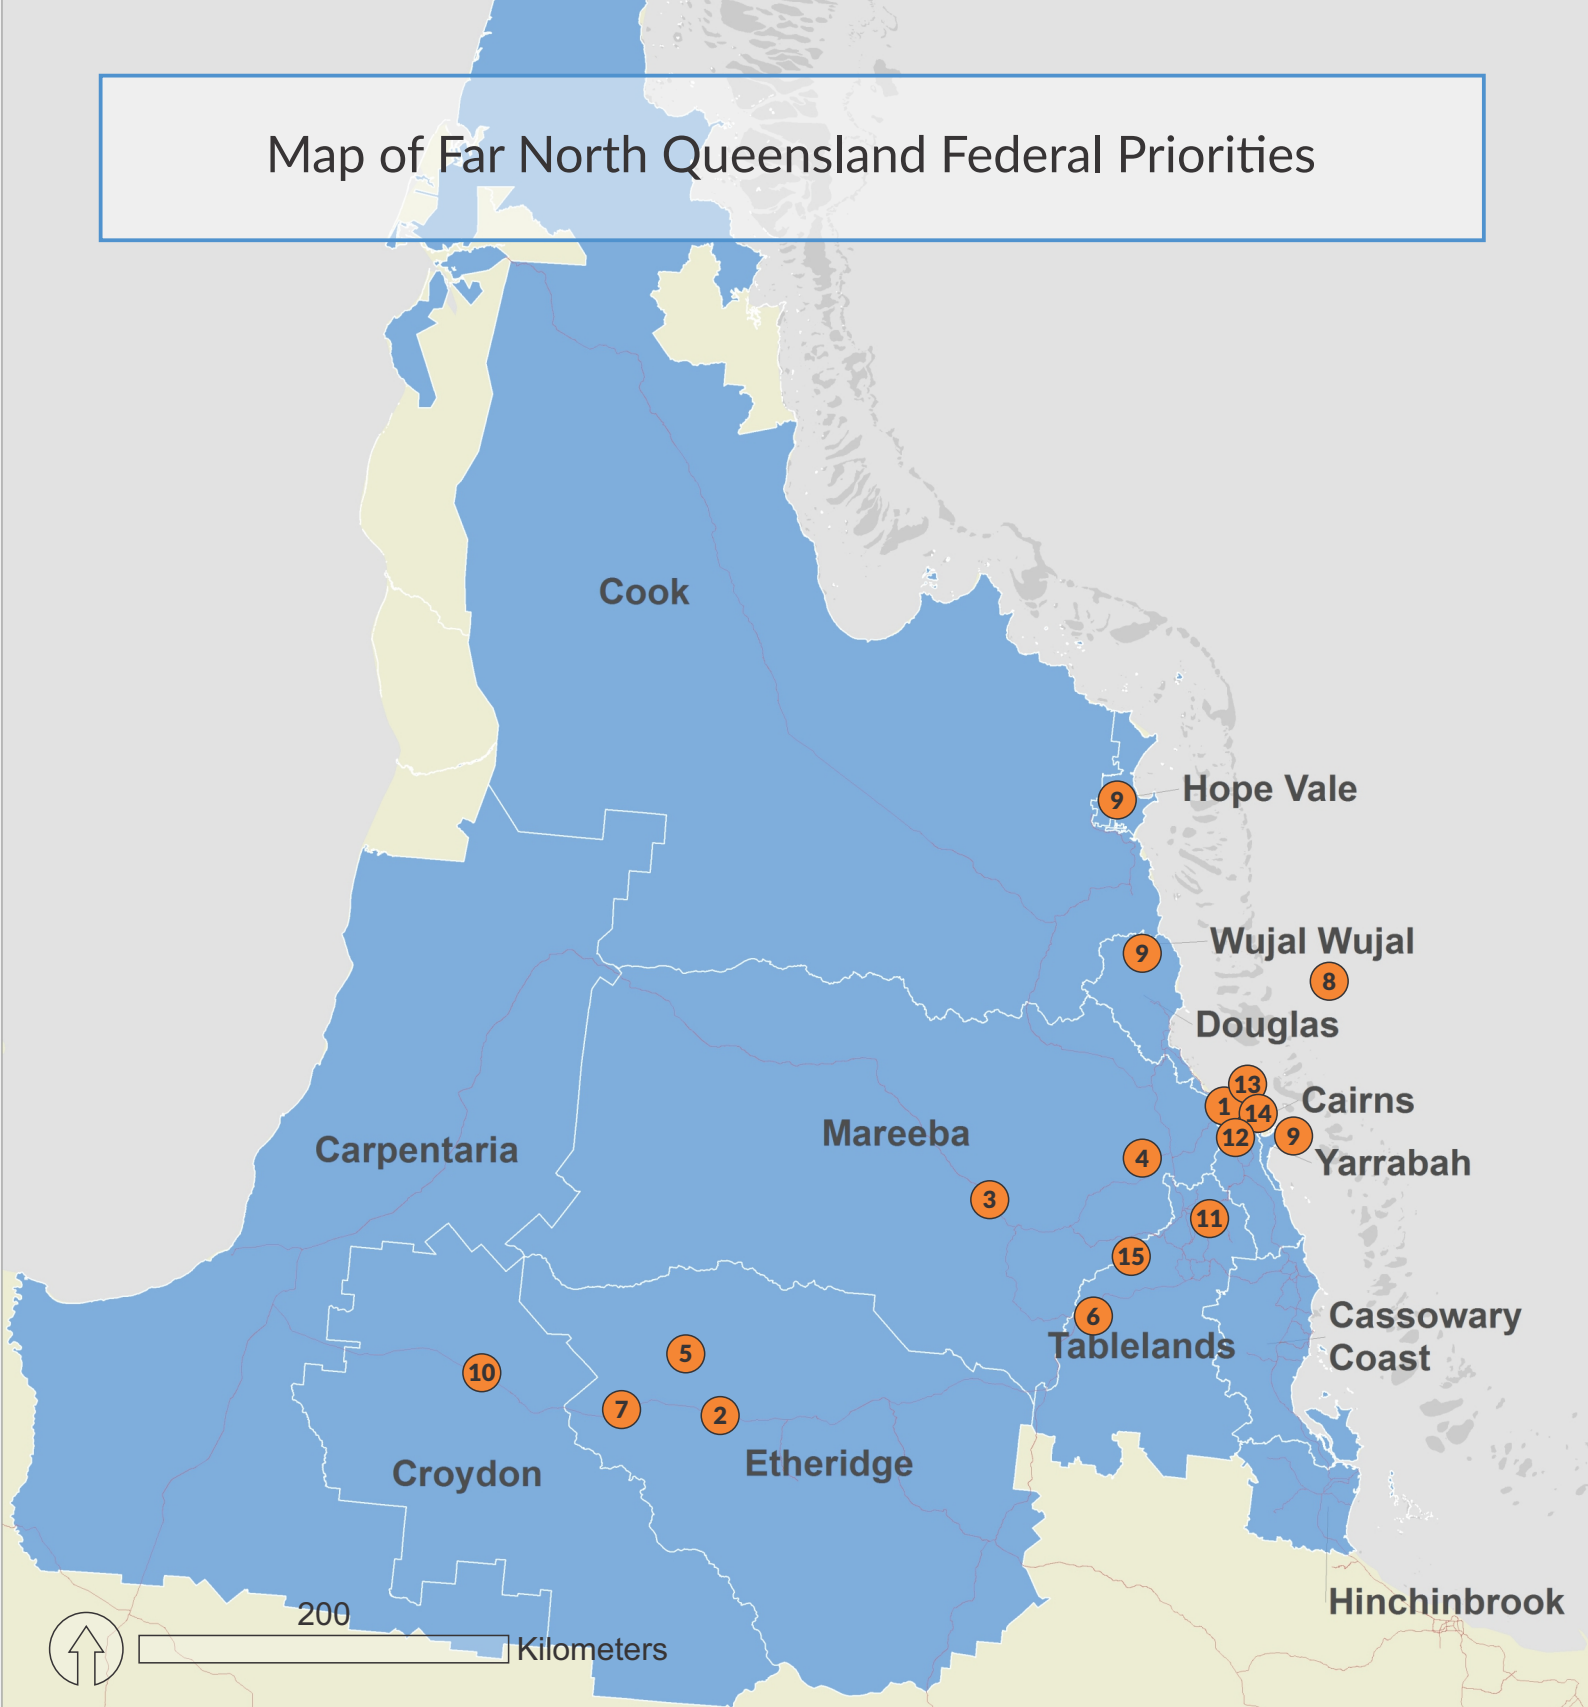 Map of Far North Queensland Federal Priorities
Cook
9
Hope Vale
9
Wujal Wujal
8
Douglas
13
1
14
Cairns
12
9
Mareeba
Carpentaria
4
Yarrabah
3
11
15
6
Cassowary
Coast
Tablelands
5
10
7
2
Etheridge
Croydon
Hinchinbrook
200
Kilometers